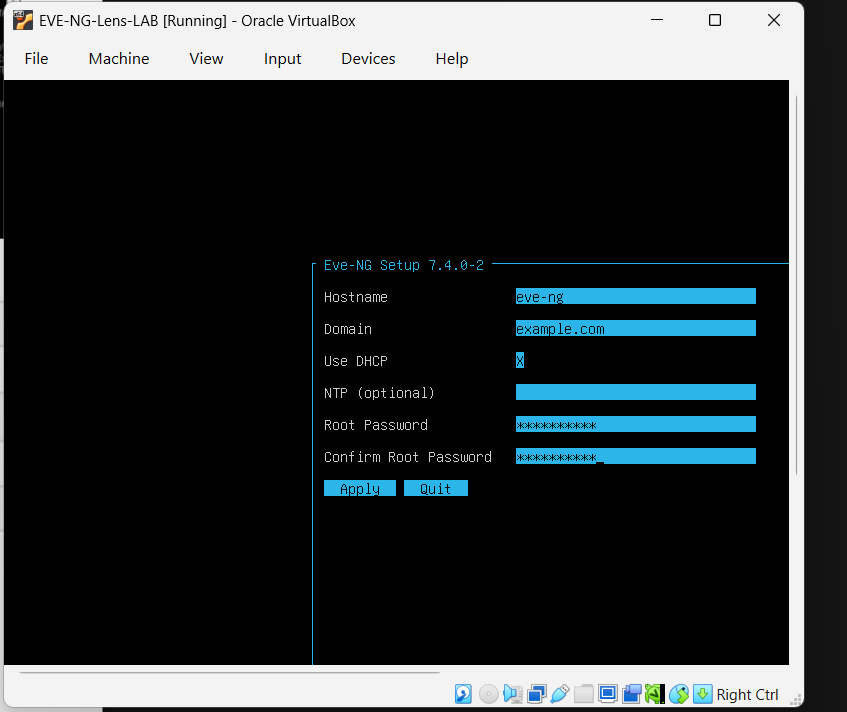 EVE-NG-Lens-LAB [Running] - Oracle VirtualBox
File Machine View Input Devices Help
Eve-NG Setup 7.4.0-2
Hostname eve-ng
Domain example.com
Use DHCP X
NTP (optional)
Root Password **********
Confirm Root Password **********_
Apply Quit
Right Ctrl